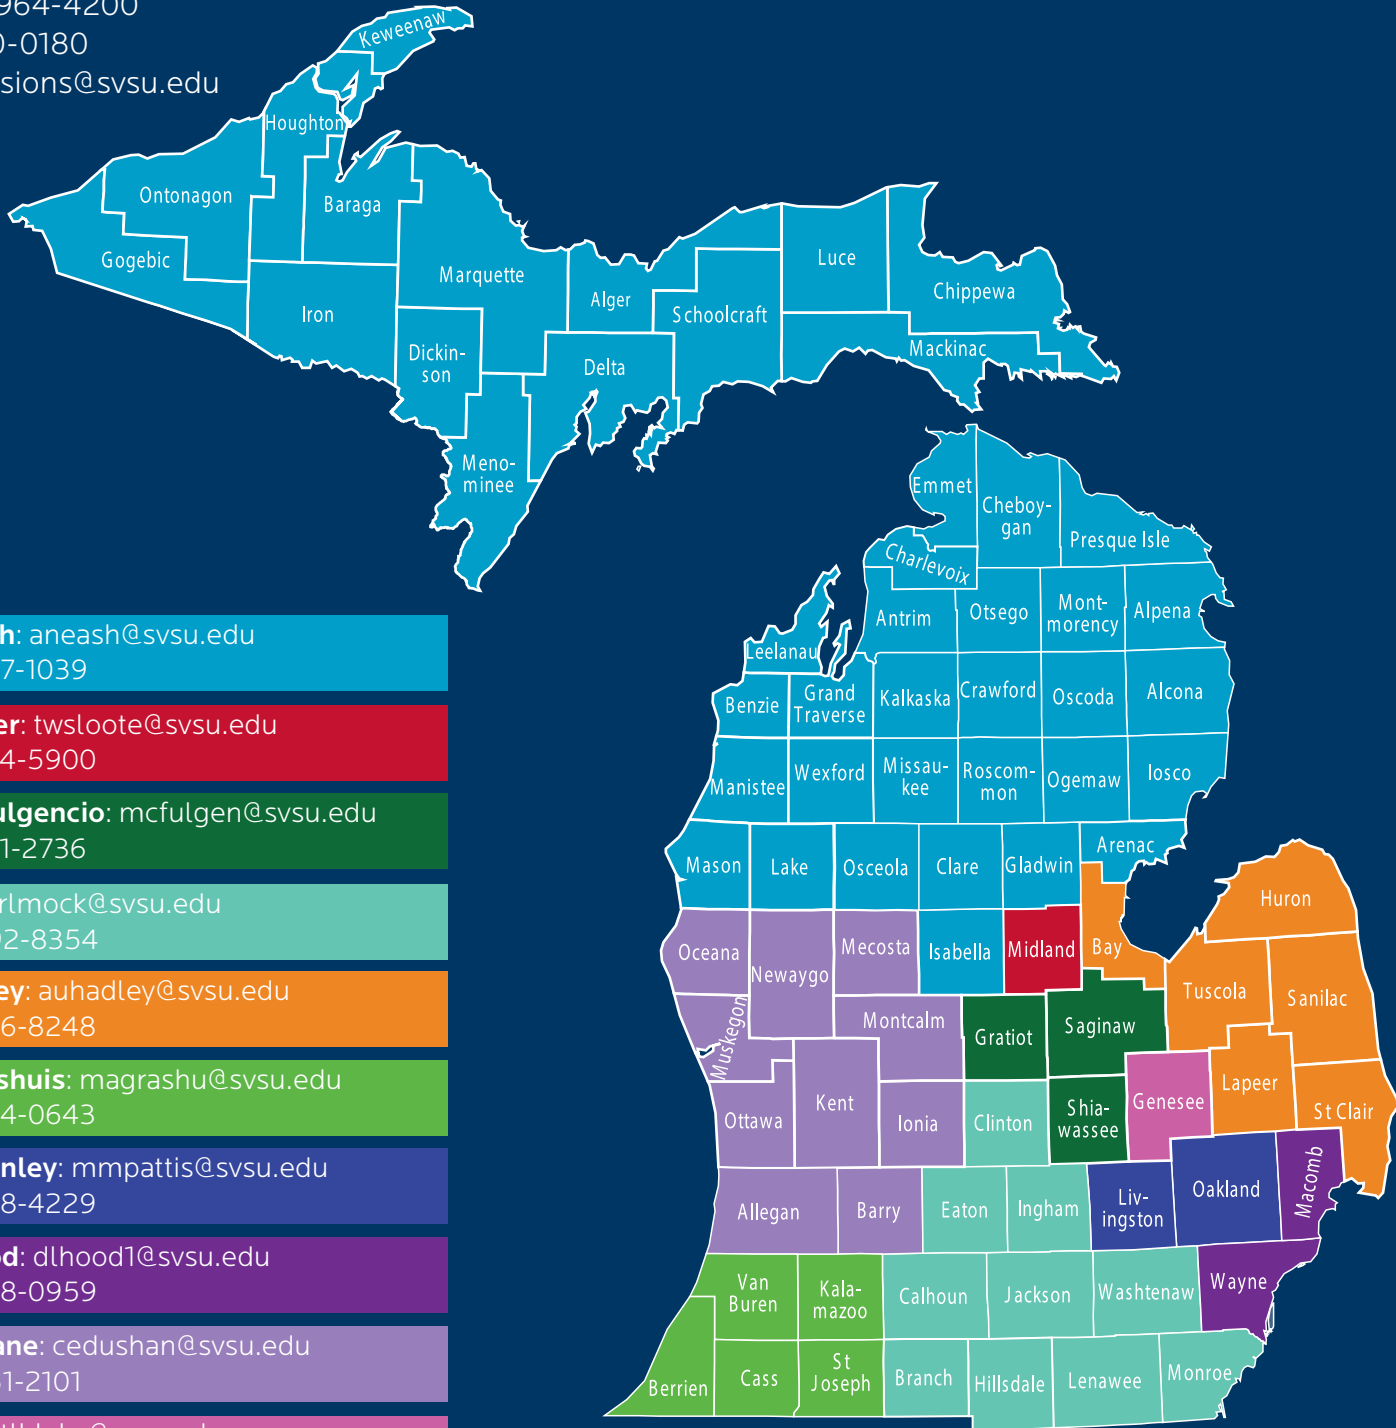 964-4200
0-0180
sions@svsu.edu
Keweenaw
Houghton
Ontonagon
Baraga
Gogebic
Marquette
Iron
Dickin-
son
Alger
Schoolcraft
Luce
Chippewa
Mackinac
Delta
Meno-
minee
Emmet
Cheboy-
gan
Presque Isle
Charlevoix
Antrim
Otsego
Mont-
morency
Alpena
Leelanau
Benzie
Grand
Traverse
Kalkaska
Crawford
Oscoda
Alcona
Manistee
Wexford
Missau-
kee
Roscom-
mon
Ogemaw
Iosco
Mason
Lake
Osceola
Clare
Gladwin
Arenac
Oceana
Newaygo
Mecosta
Isabella
Midland
Bay
Huron
Tuscola
Sanilac
Muskegon
Montcalm
Gratiot
Saginaw
Ottawa
Kent
Ionia
Clinton
Shia-
wassee
Genesee
Lapeer
St Clair
Allegan
Barry
Eaton
Ingham
Liv-
ingston
Oakland
Macomb
Van
Buren
Kala-
mazoo
Calhoun
Jackson
Washtenaw
Wayne
Berrien
Cass
St
Joseph
Branch
Hillsdale
Lenawee
Monroe
h: aneash@svsu.edu
7-1039
er: twsloote@svsu.edu
4-5900
ulgencio: mcfulgen@svsu.edu
1-2736
rlmock@svsu.edu
92-8354
ey: auhadley@svsu.edu
6-8248
shuis: magrashu@svsu.edu
4-0643
nley: mmpattis@svsu.edu
8-4229
od: dlhood1@svsu.edu
8-0959
ane: cedushan@svsu.edu
51-2101